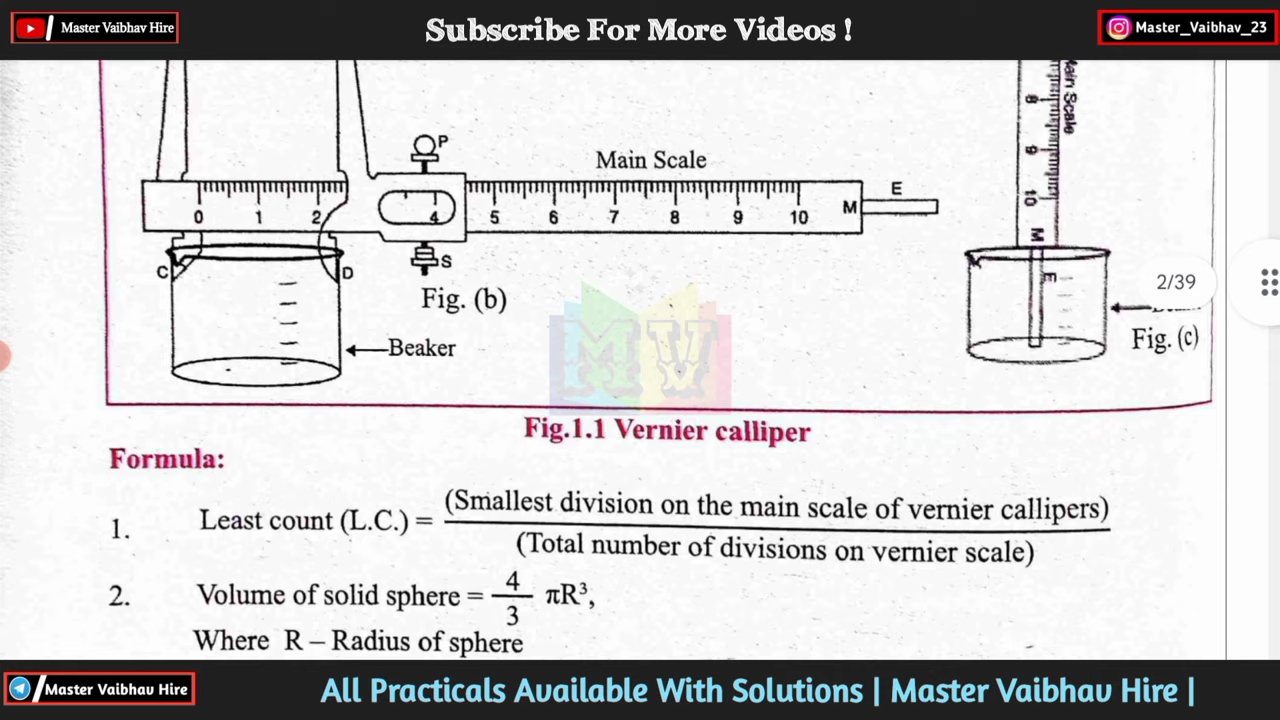 Master Vaibhav Hire
Subscribe For More Videos !
Master_Vaibhav_23
P
Main Scale
E
0 1 2 4 5 6 7 8 9 10 M
C D S
Fig. (b)
Beaker
8 9 10
Main Scale
M
E
2/39
Fig. (c)
MV
Fig.1.1 Vernier calliper
Formula:
1. Least count (L.C.) = (Smallest division on the main scale of vernier callipers)
(Total number of divisions on vernier scale)
2. Volume of solid sphere = 4/3 πR³,
Where R – Radius of sphere
Master Vaibhav Hire
All Practicals Available With Solutions | Master Vaibhav Hire |